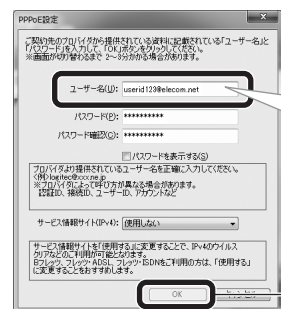 PPPoE設定
ご契約先のプロバイダから提供されている資料に記載されている「ユーザー名」と
「パスワード」を入力して、「OK」ボタンをクリックしてください。
※画面が切り替わるまで 2～3分かかる場合があります。
ユーザー名(U): userid123@elecom.net
パスワード(P): **********
パスワード確認(C): **********
パスワードを表示する(S)
プロバイダより提供されているユーザー名を正確に入力してください。
<例>logitec@xxx.ne.jp
※プロバイダによって呼び方が異なる場合があります。
認証ID、接続ID、ユーザーID、アカウントなど
サービス情報サイト(IPv4): 使用しない
サービス情報サイトを「使用する」に変更することで、IPv4のウイルス
クリアなどのご利用が可能となります。
Bフレッツ、フレッツ・ADSL、フレッツ・ISDNをご利用の方は、「使用する」
に変更することをおすすめします。
OK